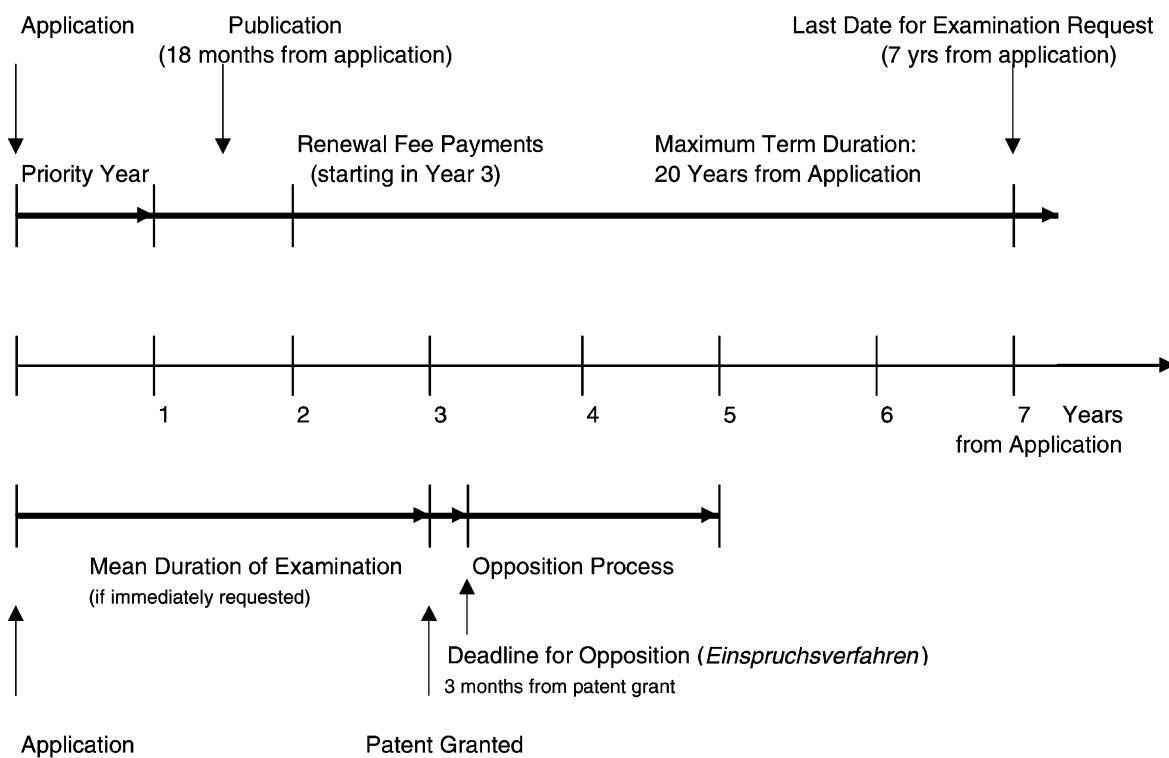 Application
Publication
(18 months from application)
Last Date for Examination Request
(7 yrs from application)
Renewal Fee Payments
(starting in Year 3)
Maximum Term Duration:
20 Years from Application
Priority Year
1 2 3 4 5 6 7 Years
from Application
Mean Duration of Examination
(if immediately requested)
Opposition Process
Deadline for Opposition (Einspruchsverfahren)
3 months from patent grant
Application
Patent Granted